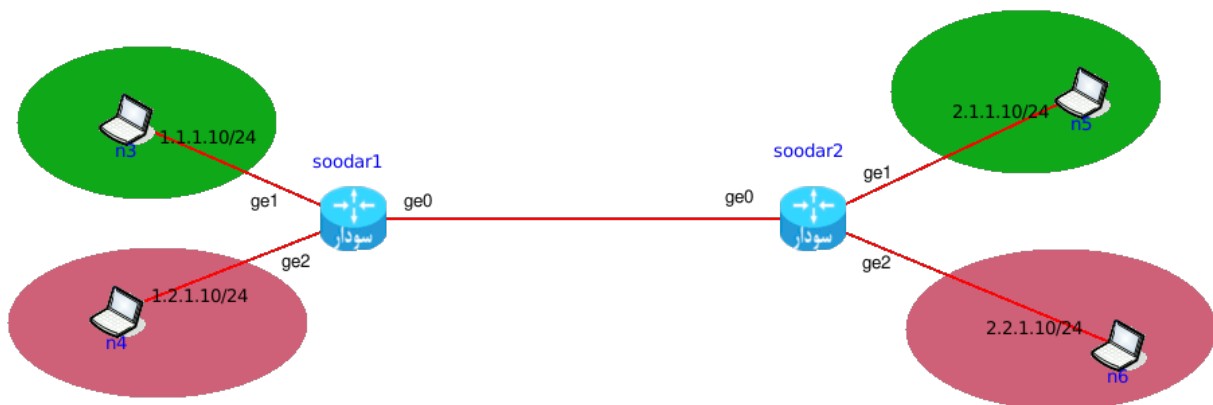 1.1.1.10/24
n3
soodar1
ge1
ge0
سودار
ge2
1.2.1.10/24
n4
2.1.1.10/24
n5
soodar2
ge1
ge0
سودار
ge2
2.2.1.10/24
n6